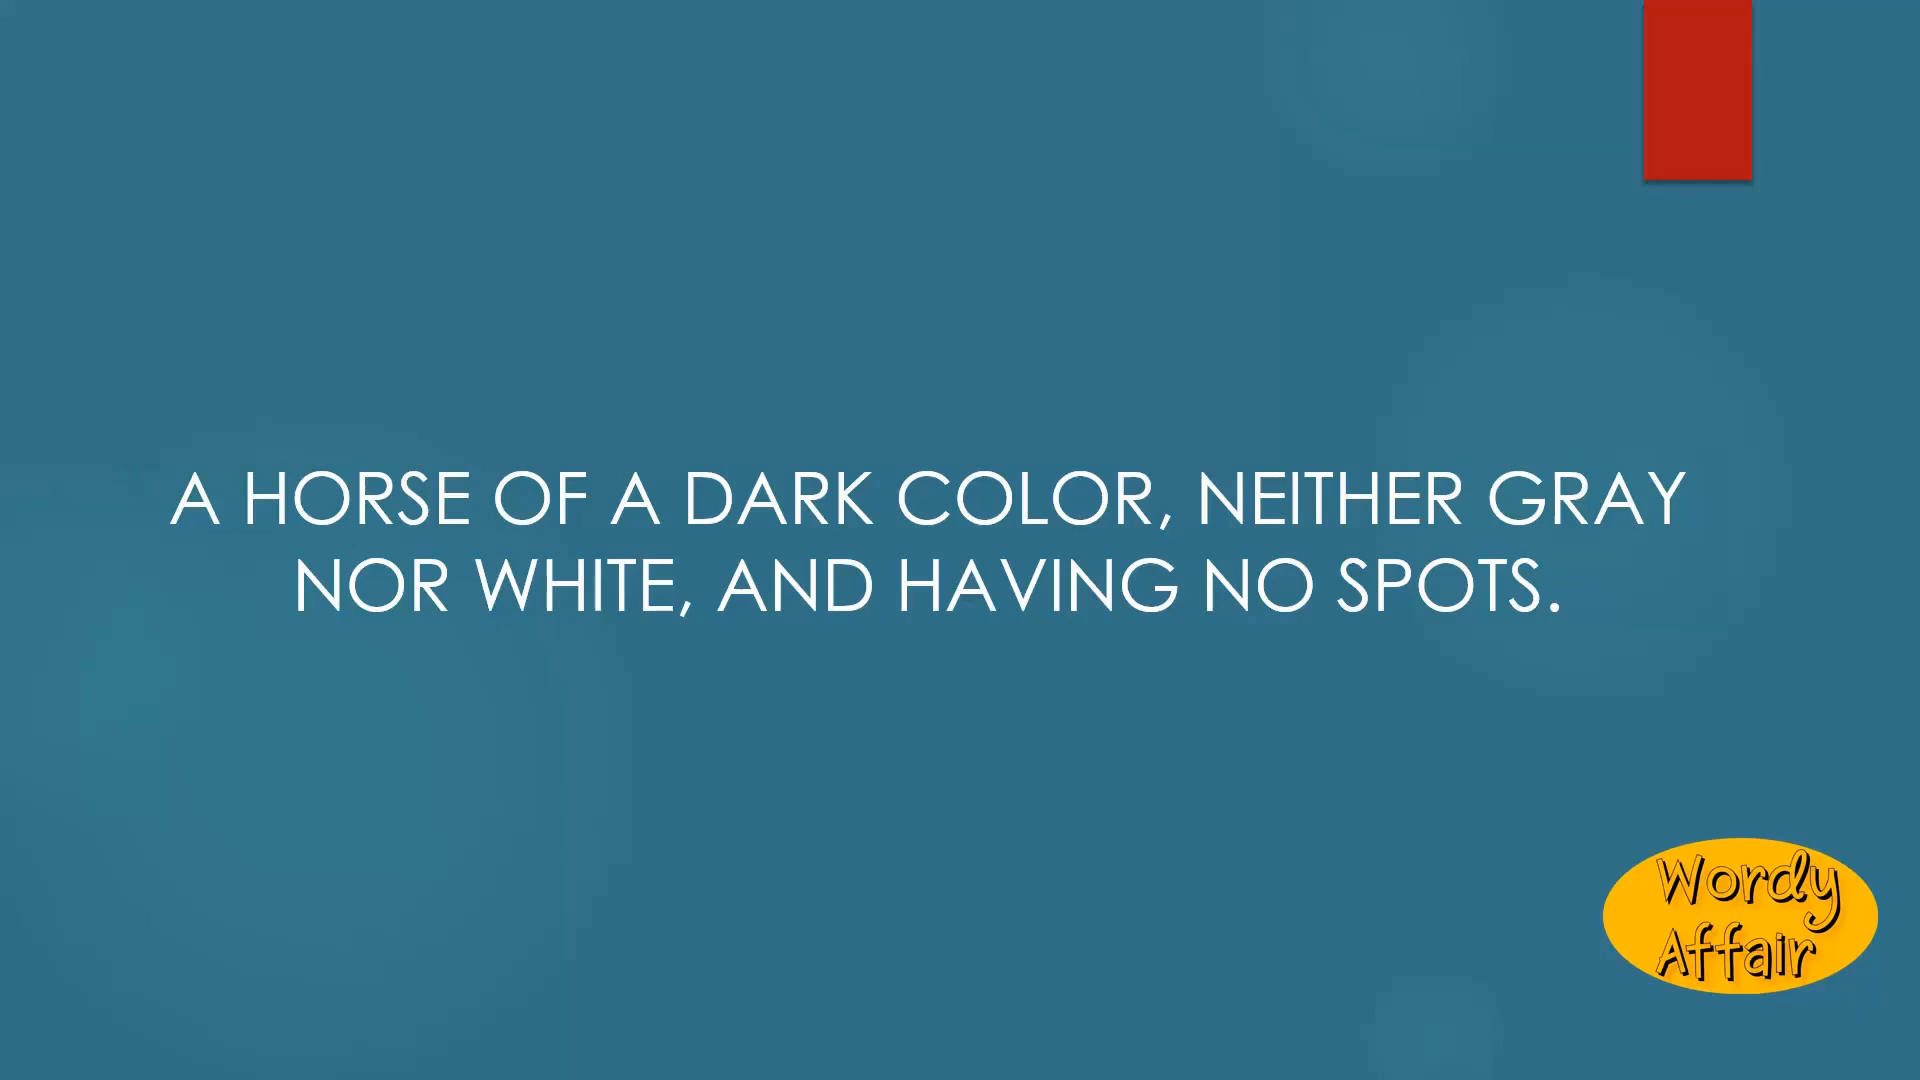 A HORSE OF A DARK COLOR, NEITHER GRAY
NOR WHITE, AND HAVING NO SPOTS.
Wordy
Affair